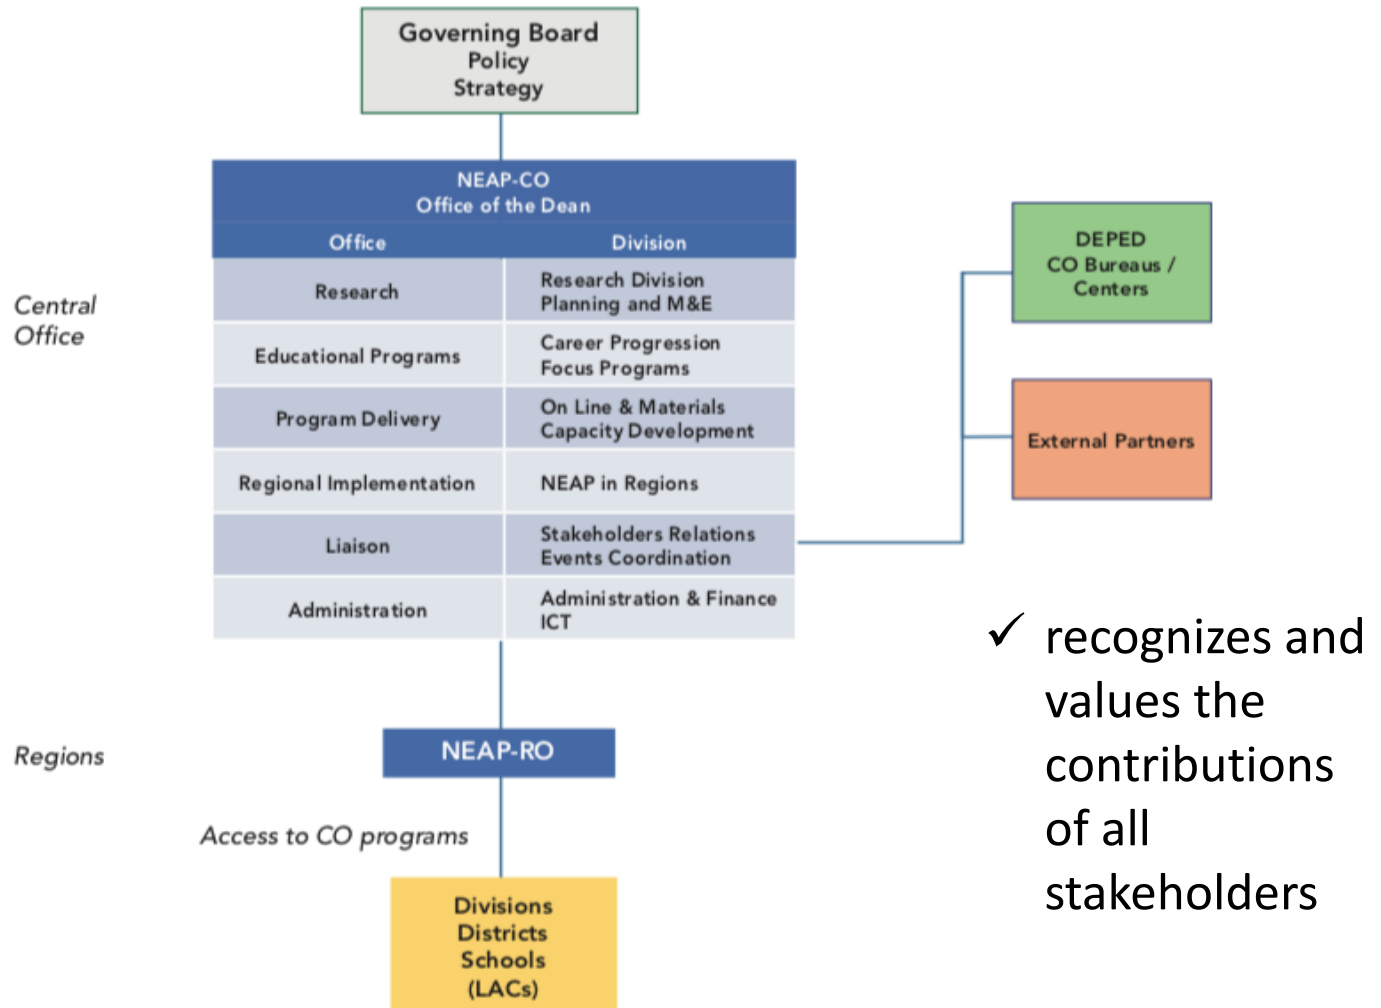 Governing Board
Policy
Strategy
NEAP-CO
Office of the Dean
Office
Division
Research
Research Division
Planning and M&E
Educational Programs
Career Progression
Focus Programs
Program Delivery
On Line & Materials
Capacity Development
Regional Implementation
NEAP in Regions
Liaison
Stakeholders Relations
Events Coordination
Administration
Administration & Finance
ICT
Central
Office
DEPED
CO Bureaus /
Centers
External Partners
✓ recognizes and
values the
contributions
of all
stakeholders
Regions
NEAP-RO
Access to CO programs
Divisions
Districts
Schools
(LACs)